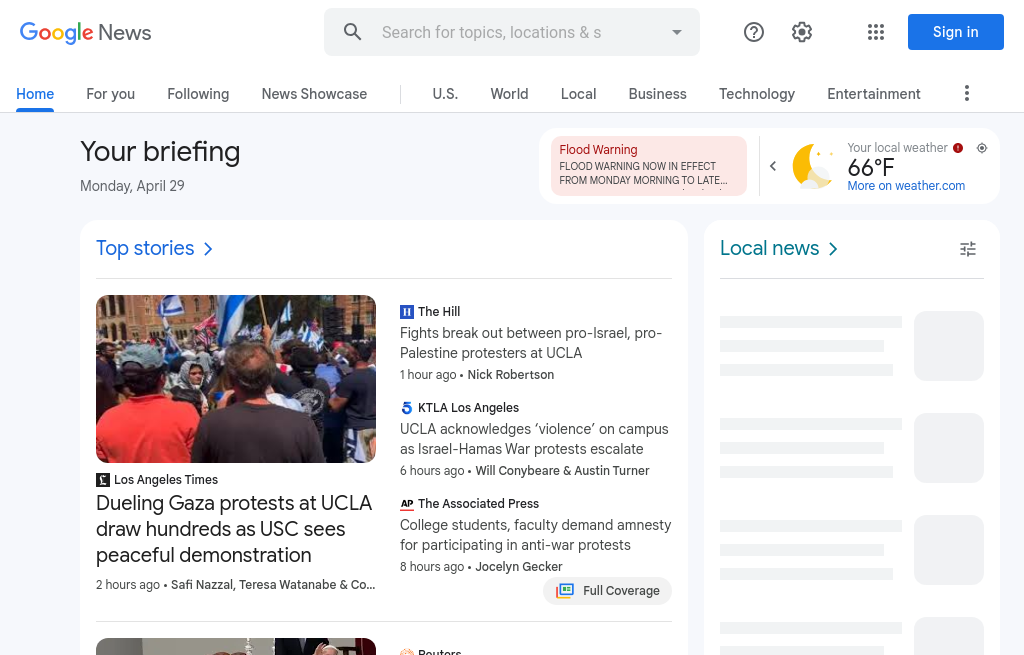 Google News
Search for topics, locations & s
Sign in
Home
For you
Following
News Showcase
U.S.
World
Local
Business
Technology
Entertainment
Your briefing
Monday, April 29
Flood Warning
FLOOD WARNING NOW IN EFFECT
FROM MONDAY MORNING TO LATE…
Your local weather
66°F
More on weather.com
Top stories
Local news
Los Angeles Times
Dueling Gaza protests at UCLA
draw hundreds as USC sees
peaceful demonstration
2 hours ago • Safi Nazzal, Teresa Watanabe & Co…
The Hill
Fights break out between pro-Israel, pro-
Palestine protesters at UCLA
1 hour ago • Nick Robertson
KTLA Los Angeles
UCLA acknowledges ‘violence’ on campus
as Israel-Hamas War protests escalate
6 hours ago • Will Conybeare & Austin Turner
AP The Associated Press
College students, faculty demand amnesty
for participating in anti-war protests
8 hours ago • Jocelyn Gecker
Full Coverage
Reuters